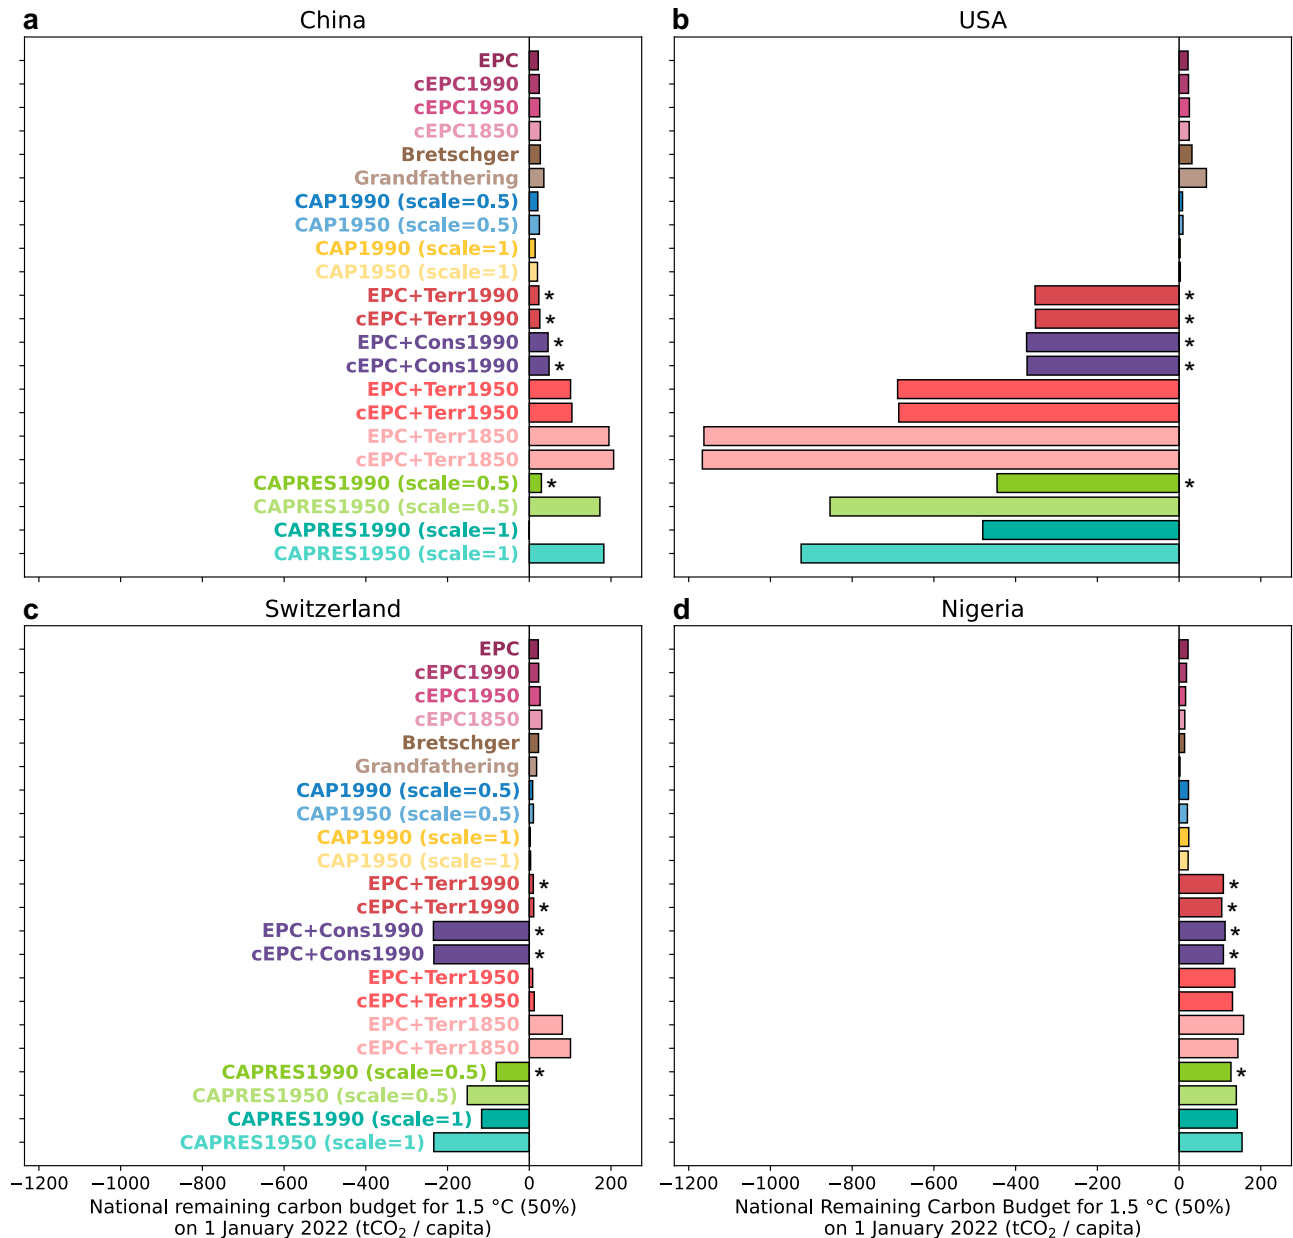 a China
EPC
cEPC1990
cEPC1950
cEPC1850
Bretschger
Grandfathering
CAP1990 (scale=0.5)
CAP1950 (scale=0.5)
CAP1990 (scale=1)
CAP1950 (scale=1)
EPC+Terr1990 *
cEPC+Terr1990 *
EPC+Cons1990 *
cEPC+Cons1990 *
EPC+Terr1950
cEPC+Terr1950
EPC+Terr1850
cEPC+Terr1850
CAPRES1990 (scale=0.5) *
CAPRES1950 (scale=0.5)
CAPRES1990 (scale=1)
CAPRES1950 (scale=1)
b USA
*
*
*
*
*
c Switzerland
EPC
cEPC1990
cEPC1950
cEPC1850
Bretschger
Grandfathering
CAP1990 (scale=0.5)
CAP1950 (scale=0.5)
CAP1990 (scale=1)
CAP1950 (scale=1)
EPC+Terr1990 *
cEPC+Terr1990 *
EPC+Cons1990 *
cEPC+Cons1990 *
EPC+Terr1950
cEPC+Terr1950
EPC+Terr1850
cEPC+Terr1850
CAPRES1990 (scale=0.5) *
CAPRES1950 (scale=0.5)
CAPRES1990 (scale=1)
CAPRES1950 (scale=1)
−1200 −1000 −800 −600 −400 −200 0 200
National remaining carbon budget for 1.5 °C (50%)
on 1 January 2022 (tCO₂ / capita)
d Nigeria
*
*
*
*
*
−1200 −1000 −800 −600 −400 −200 0 200
National Remaining Carbon Budget for 1.5 °C (50%)
on 1 January 2022 (tCO₂ / capita)